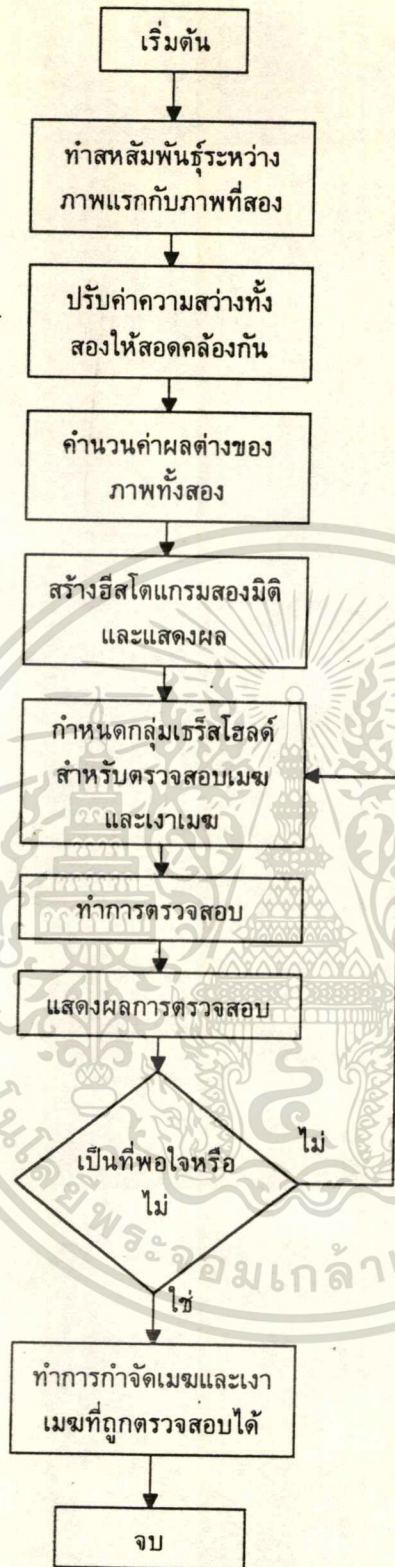 เริ่มต้น
ทำสหสัมพันธุ์ระหว่าง
ภาพแรกกับภาพที่สอง
ปรับค่าความสว่างทั้ง
สองให้สอดคล้องกัน
คำนวนค่าผลต่างของ
ภาพทั้งสอง
สร้างฮีสโตแกรมสองมิติ
และแสดงผล
กำหนดกลุ่มเธร็สโฮลด์
สำหรับตรวจสอบเมฆ
และเงาเมฆ
ทำการตรวจสอบ
แสดงผลการตรวจสอบ
เป็นที่พอใจหรือ
ไม่
ไม่
ใช่
ทำการกำจัดเมฆและเงา
เมฆที่ถูกตรวจสอบได้
จบ
พระจอมเกล้า